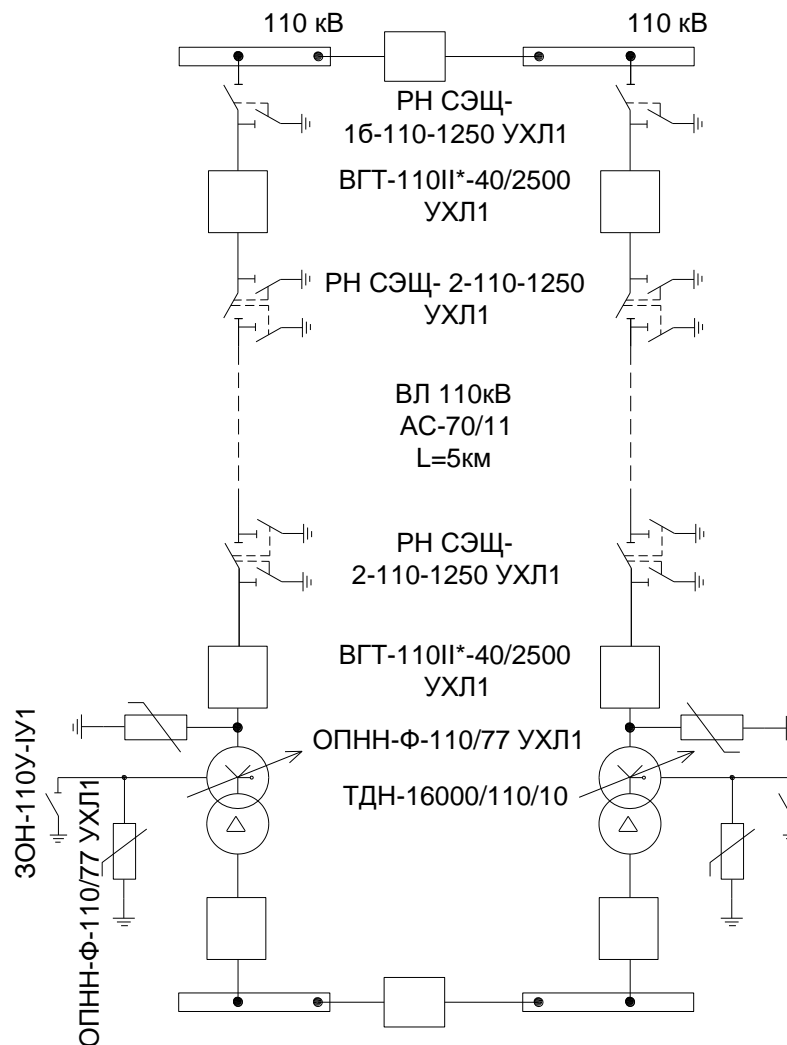 110 кВ
110 кВ
РН СЭЩ-
1б-110-1250 УХЛ1
ВГТ-110II*-40/2500
УХЛ1
РН СЭЩ- 2-110-1250
УХЛ1
ВЛ 110кВ
АС-70/11
L=5км
РН СЭЩ-
2-110-1250 УХЛ1
ВГТ-110II*-40/2500
УХЛ1
ОПНН-Ф-110/77 УХЛ1
ТДН-16000/110/10
ЗОН-110У-IУ1
ОПНН-Ф-110/77 УХЛ1